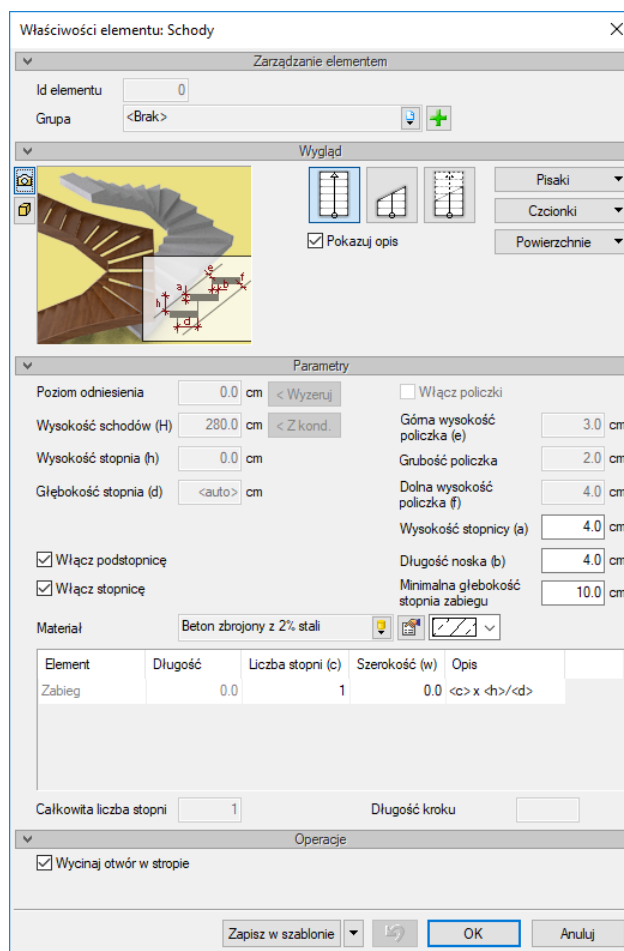 Właściwości elementu: Schody
Zarządzanie elementem
Id elementu 0
Grupa <Brak>
Wygląd
Pisaki
Czcionki
Pokazuj opis Powierzchnie
e
a b f
h
d
Parametry
Poziom odniesienia 0.0 cm < Wyzeruj Włącz policzki
Wysokość schodów (H) 280.0 cm < Z kond. Górna wysokość policzka (e) 3.0 cm
Wysokość stopnia (h) 0.0 cm Grubość policzka 2.0 cm
Głębokość stopnia (d) <auto> cm Dolna wysokość policzka (f) 4.0 cm
Wysokość stopnicy (a) 4.0 cm
Włącz podstopnicę Długość noska (b) 4.0 cm
Włącz stopnicę Minimalna głebokość stopnia zabiegu 10.0 cm
Materiał Beton zbrojony z 2% stali
Element Długość Liczba stopni (c) Szerokość (w) Opis
Zabieg 0.0 1 0.0 <c> x <h>/<d>
Całkowita liczba stopni 1 Długość kroku
Operacje
Wycinaj otwór w stropie
Zapisz w szablonie OK Anuluj